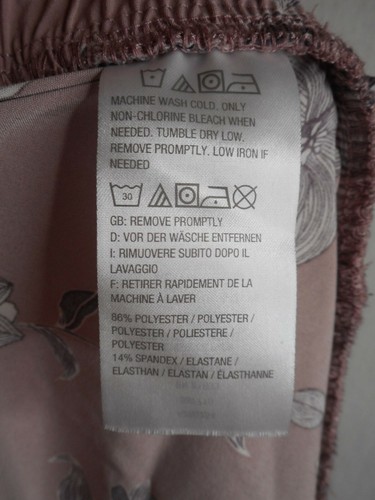 MACHINE WASH COLD. ONLY
NON-CHLORINE BLEACH WHEN
NEEDED. TUMBLE DRY LOW,
REMOVE PROMPTLY. LOW IRON IF
NEEDED
30
GB: REMOVE PROMPTLY
D: VOR DER WÄSCHE ENTFERNEN
I: RIMUOVERE SUBITO DOPO IL
LAVAGGIO
F: RETIRER RAPIDEMENT DE LA
MACHINE À LAVER
86% POLYESTER / POLYESTER /
POLYESTER / POLIESTERE /
POLYESTER
14% SPANDEX / ELASTANE /
ELASTHAN / ELASTAN / ÉLASTHANNE